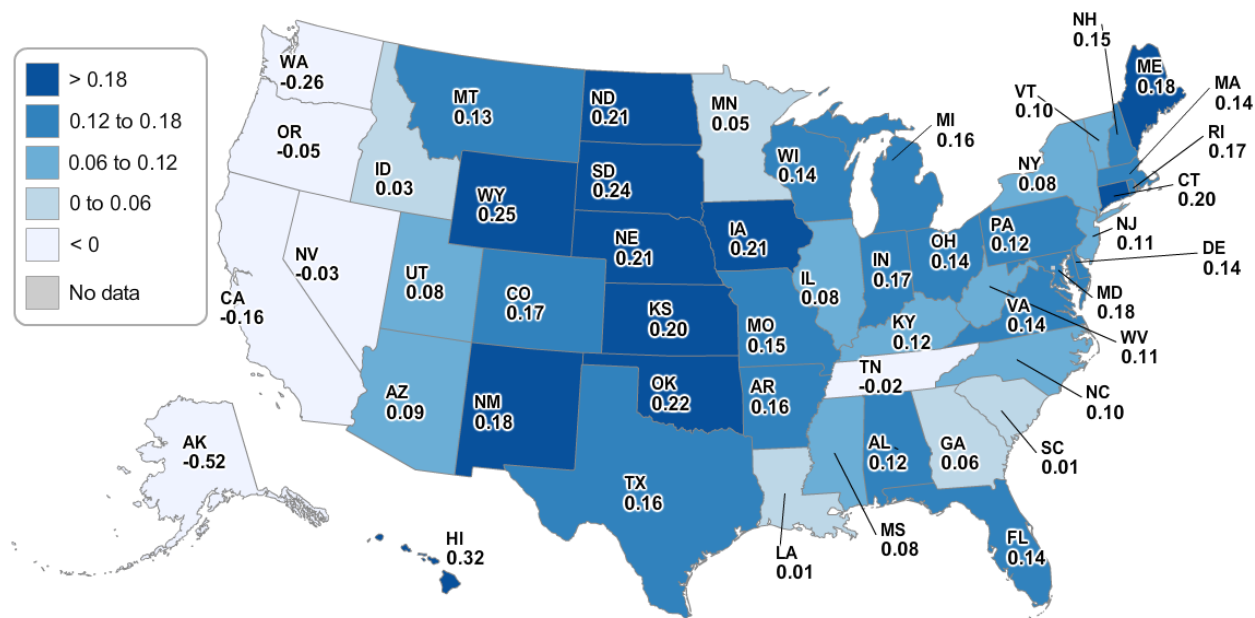 > 0.18
0.12 to 0.18
0.06 to 0.12
0 to 0.06
< 0
No data
WA
-0.26
OR
-0.05
CA
-0.16
NV
-0.03
ID
0.03
MT
0.13
WY
0.25
UT
0.08
CO
0.17
AZ
0.09
NM
0.18
ND
0.21
SD
0.24
NE
0.21
KS
0.20
OK
0.22
TX
0.16
MN
0.05
IA
0.21
MO
0.15
AR
0.16
LA
0.01
WI
0.14
IL
0.08
MI
0.16
IN
0.17
OH
0.14
KY
0.12
TN
-0.02
MS
0.08
AL
0.12
GA
0.06
FL
0.14
SC
0.01
NC
0.10
VA
0.14
WV
0.11
MD
0.18
DE
0.14
PA
0.12
NJ
0.11
NY
0.08
CT
0.20
RI
0.17
MA
0.14
VT
0.10
NH
0.15
ME
0.18
AK
-0.52
HI
0.32